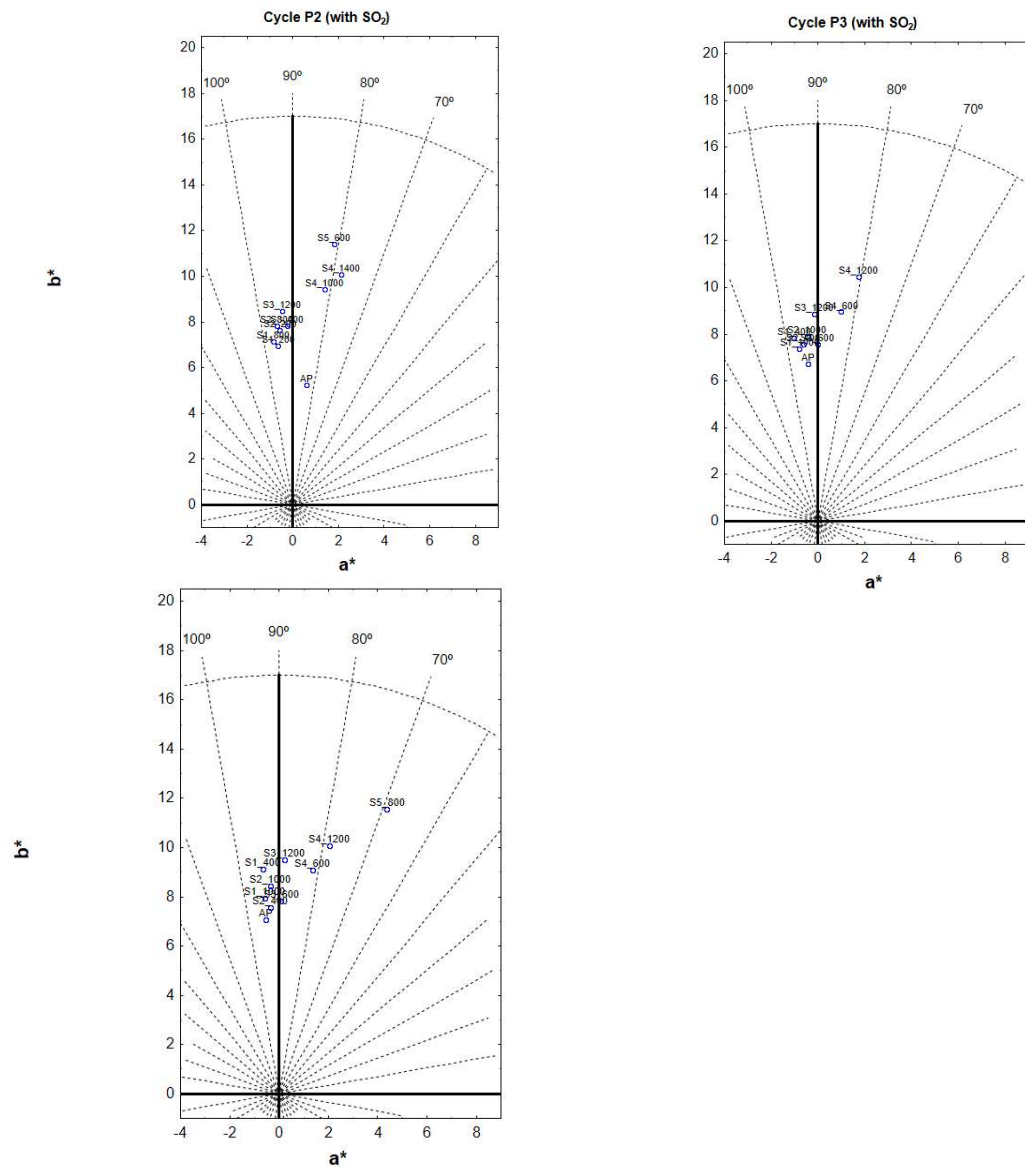 Cycle P2 (with SO₂)
20
18
16
14
12
10
8
6
4
2
0
-4 -2 0 2 4 6 8
100º
90º
80º
70º
S5_600
S4_1400
S4_1000
S3_1200
AP
b*
a*
Cycle P3 (with SO₂)
20
18
16
14
12
10
8
6
4
2
0
-4 -2 0 2 4 6 8
100º
90º
80º
70º
S4_1200
S3_1200
S4_600
AP
a*
20
18
16
14
12
10
8
6
4
2
0
-4 -2 0 2 4 6 8
100º
90º
80º
70º
S5_800
S4_1200
S3_1200
S1_400
S4_600
S2_1000
AP
b*
a*